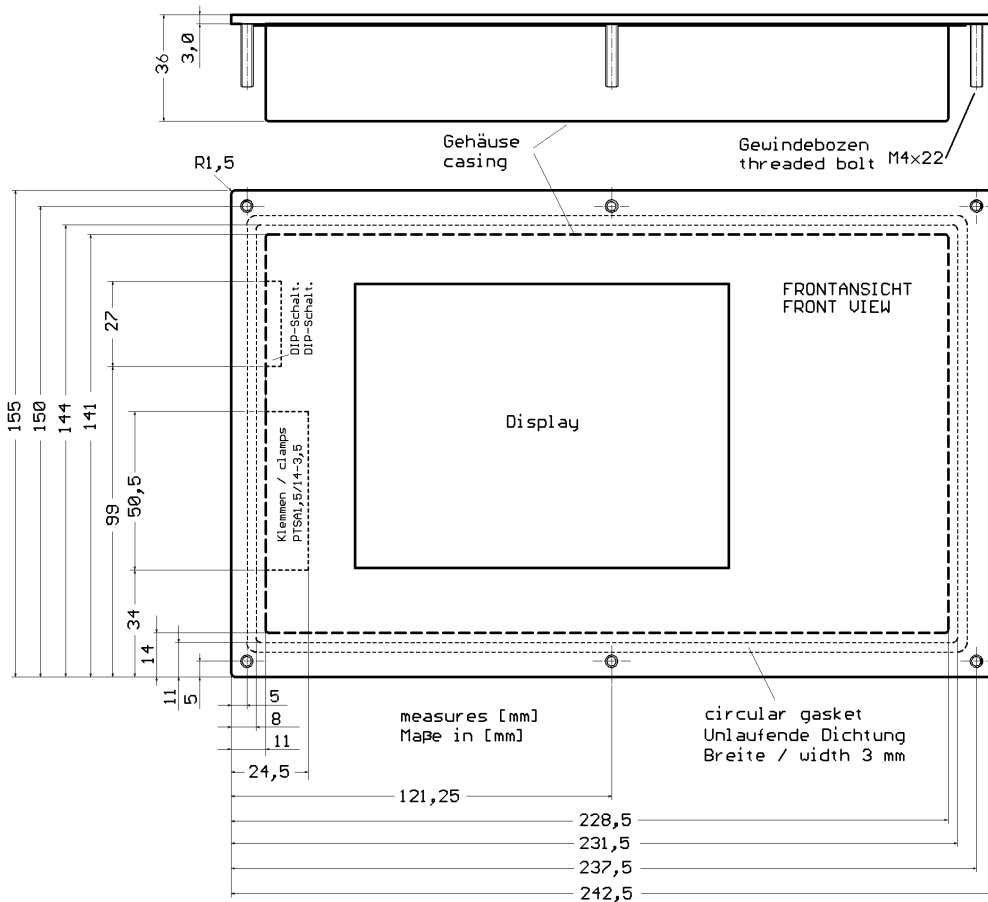 36
3,0
Gehäuse
casing
Gewindebozen
threaded bolt M4x22
R1,5
FRONTANSICHT
FRONT VIEW
DIP-Schalt.
DIP-Schalt.
27
155
150
144
141
Display
Klemmen / clamps
PTSA1,5/14-3,5
99
50,5
34
14
11
5
5
8
11
24,5
measures [mm]
Maβe in [mm]
circular gasket
Unlaufende Dichtung
Breite / width 3 mm
121,25
228,5
231,5
237,5
242,5